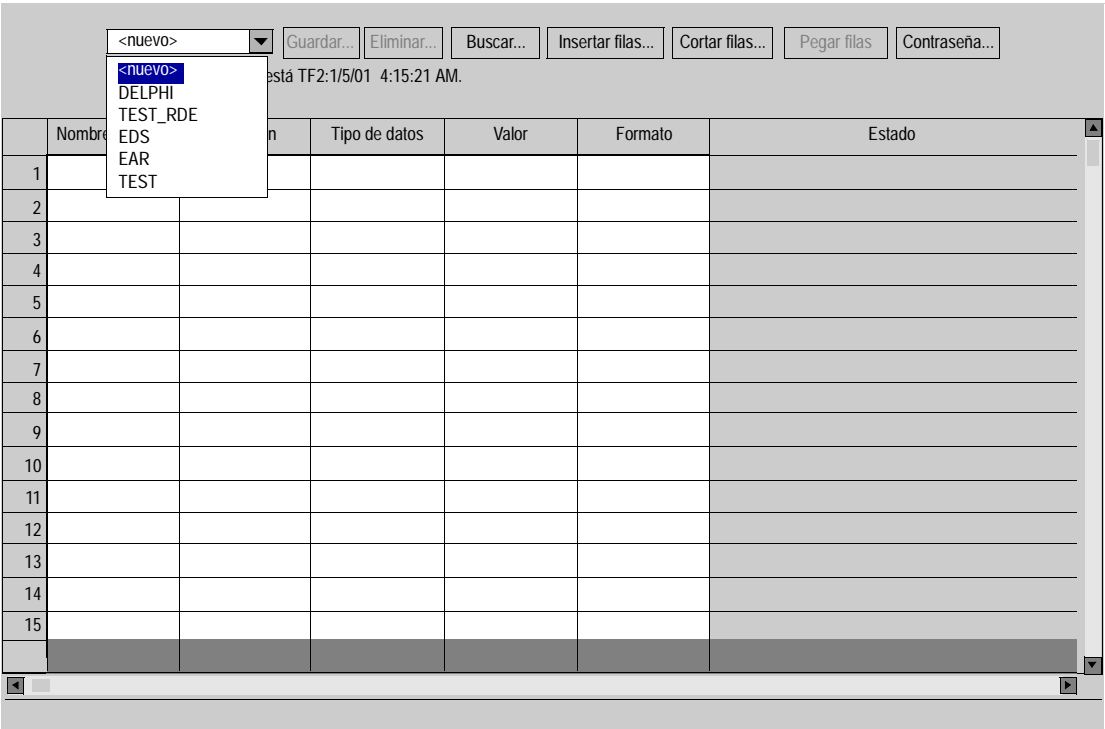 <nuevo> Guardar... Eliminar... Buscar... Insertar filas... Cortar filas... Pegar filas Contraseña...
<nuevo>
DELPHI
TEST_RDE
EDS
EAR
TEST
está TF2:1/5/01 4:15:21 AM.
Nombre n Tipo de datos Valor Formato Estado
1
2
3
4
5
6
7
8
9
10
11
12
13
14
15